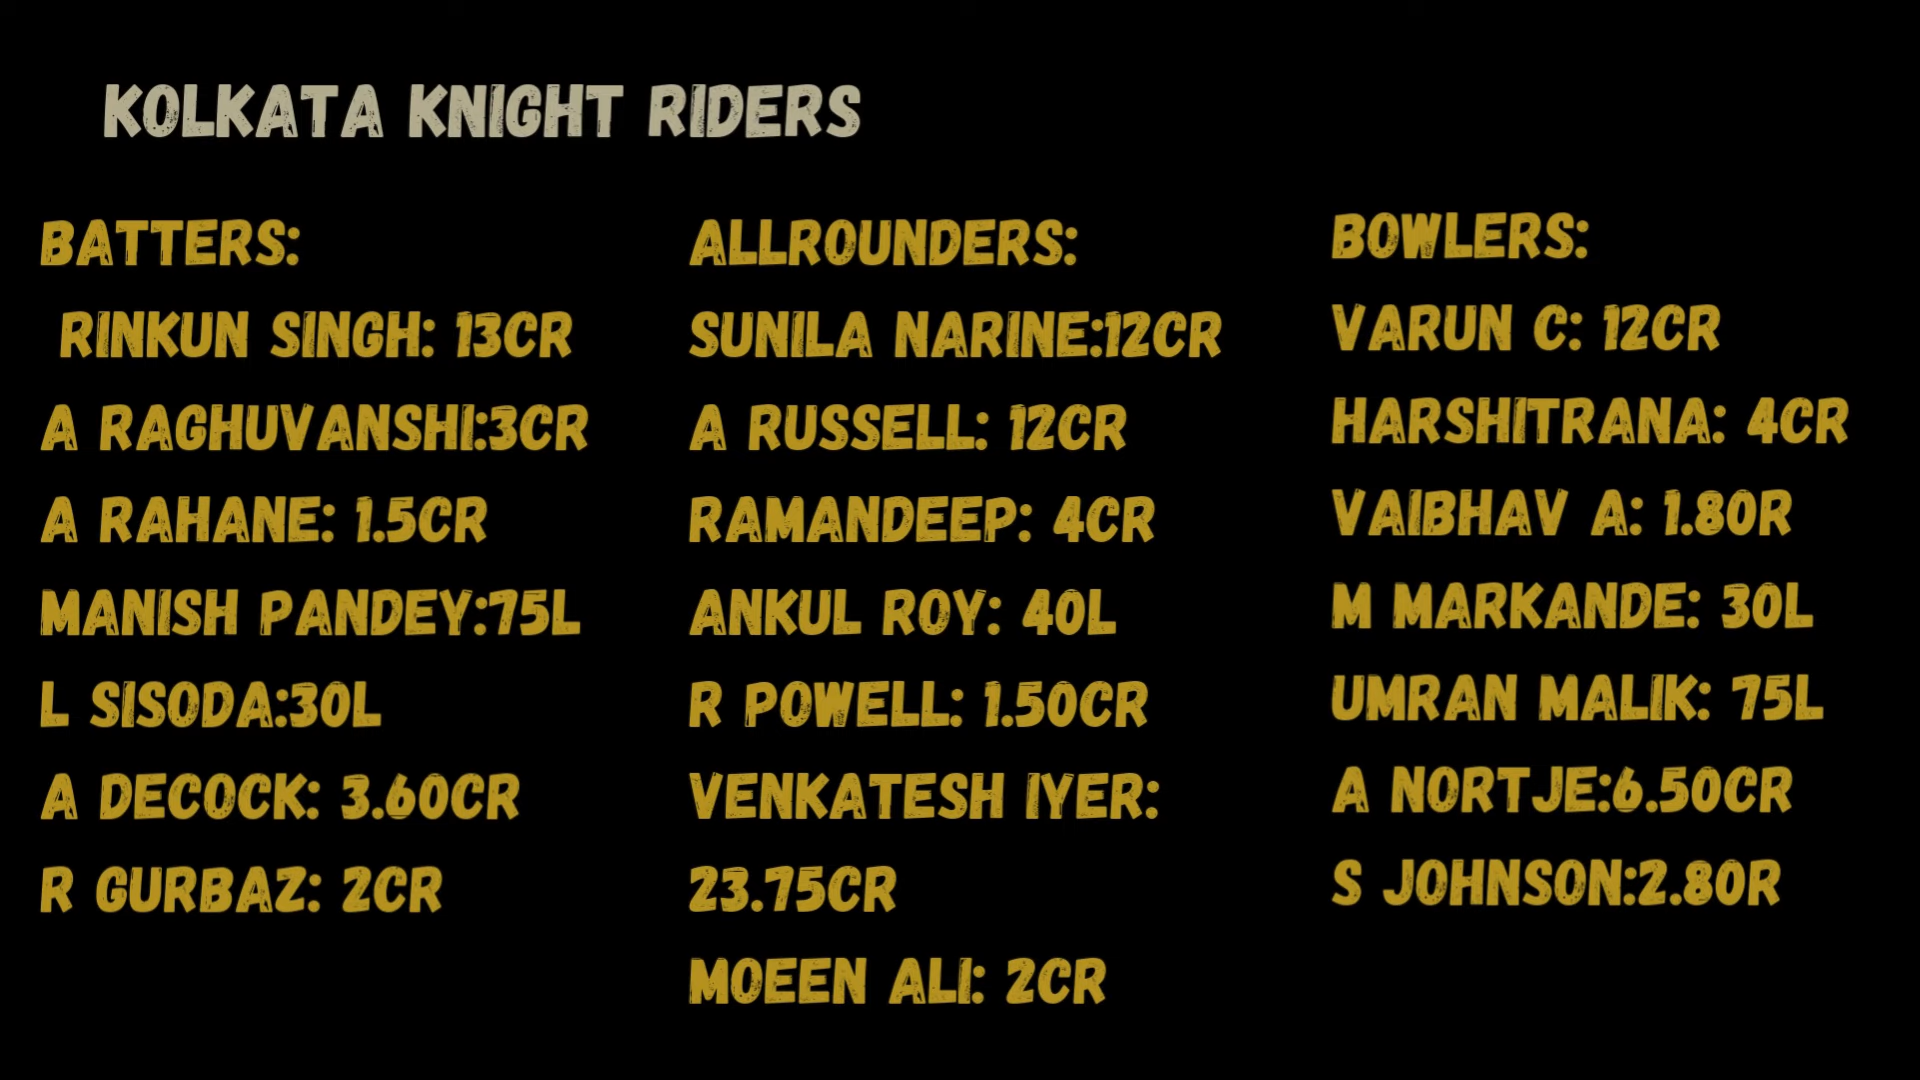 KOLKATA KNIGHT RIDERS
BATTERS:
RINKUN SINGH: 13CR
A RAGHUVANSHI:3CR
A RAHANE: 1.5CR
MANISH PANDEY:75L
L SISODA:30L
A DECOCK: 3.60CR
R GURBAZ: 2CR
ALLROUNDERS:
SUNILA NARINE:12CR
A RUSSELL: 12CR
RAMANDEEP: 4CR
ANKUL ROY: 40L
R POWELL: 1.50CR
VENKATESH IYER:
23.75CR
MOEEN ALI: 2CR
BOWLERS:
VARUN C: 12CR
HARSHITRANA: 4CR
VAIBHAV A: 1.80R
M MARKANDE: 30L
UMRAN MALIK: 75L
A NORTJE:6.50CR
S JOHNSON:2.80R